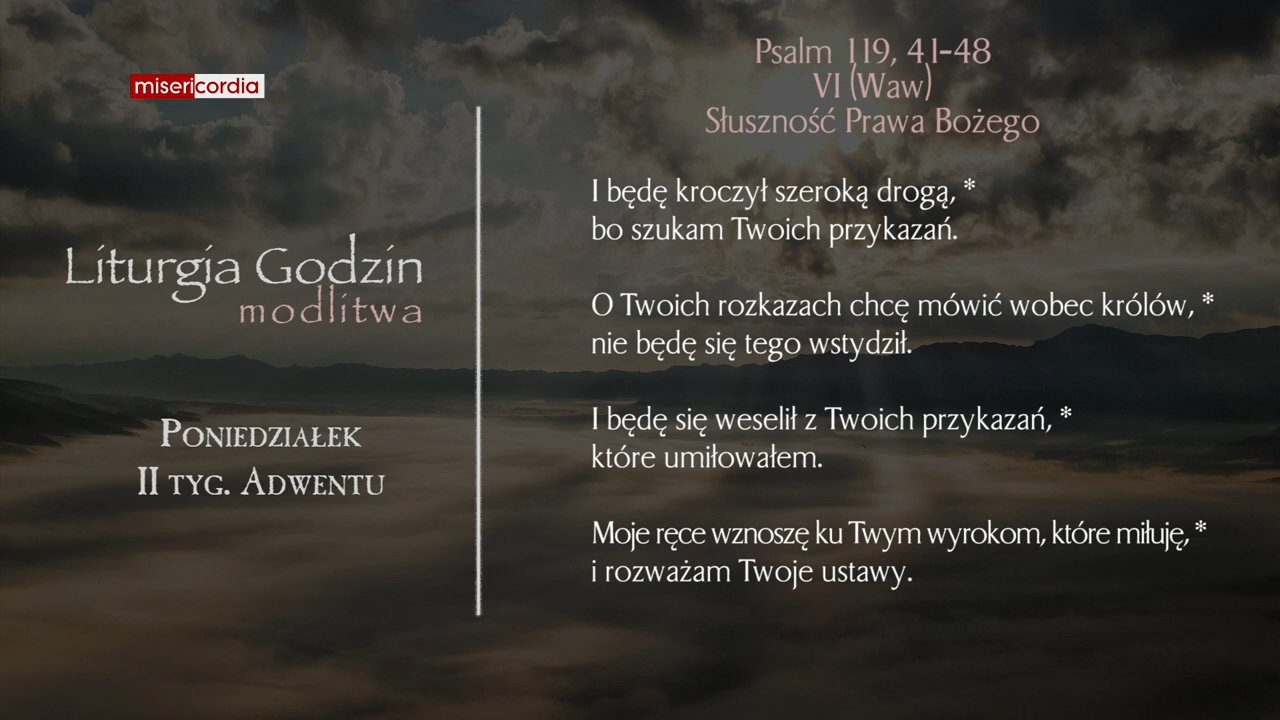 misericordia
Liturgia Godzin
modlitwa
Poniedziałek
II tyg. Adwentu
Psalm 119, 41-48
VI (Waw)
Słuszność Prawa Bożego
I będę kroczył szeroką drogą, *
bo szukam Twoich przykazań.
O Twoich rozkazach chcę mówić wobec królów, *
nie będę się tego wstydził.
I będę się weselił z Twoich przykazań, *
które umiłowałem.
Moje ręce wznoszę ku Twym wyrokom, które miłuję, *
i rozważam Twoje ustawy.